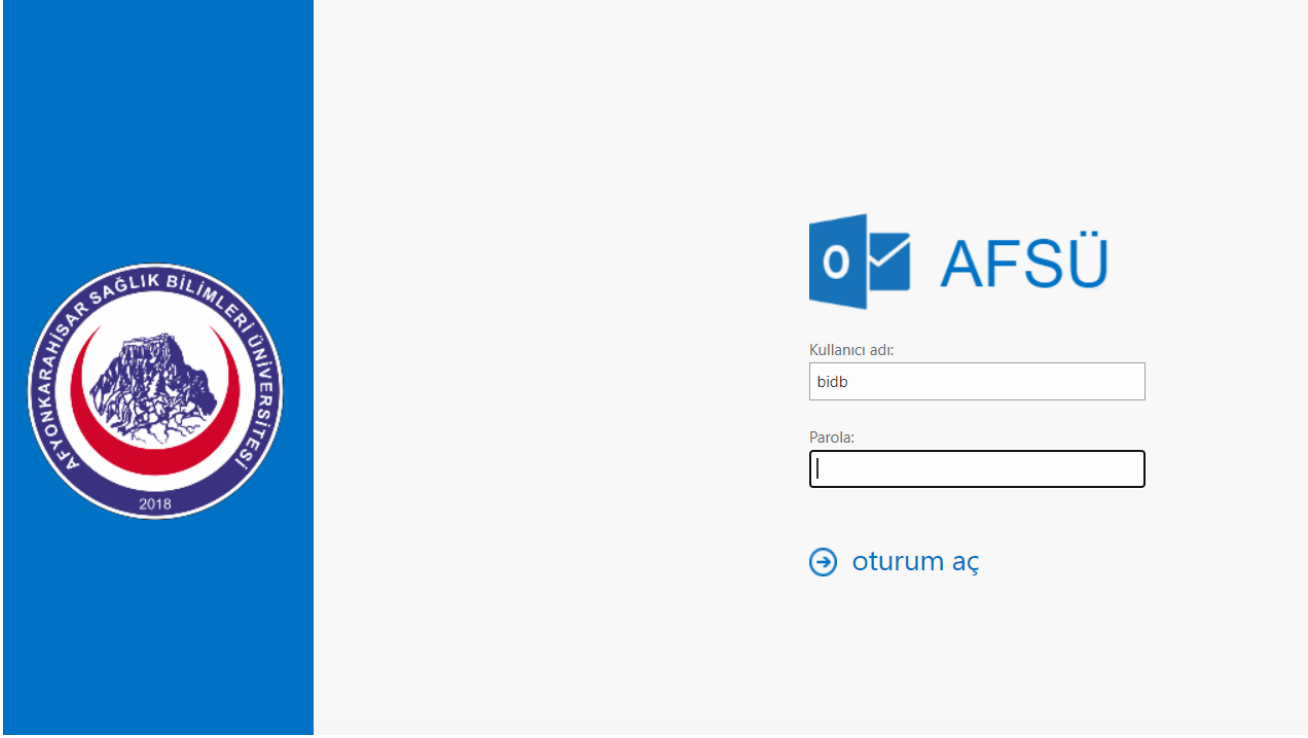 AFYONKARAHİSAR SAĞLIK BİLİMLERİ ÜNİVERSİTESİ
2018
O
AFSÜ
Kullanıcı adı:
bidb
Parola:
oturum aç